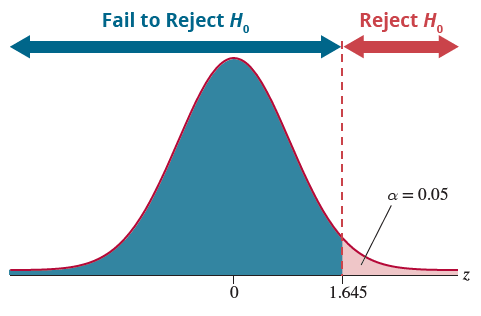 Fail to Reject H₀ Reject H₀
α = 0.05
z
0 1.645